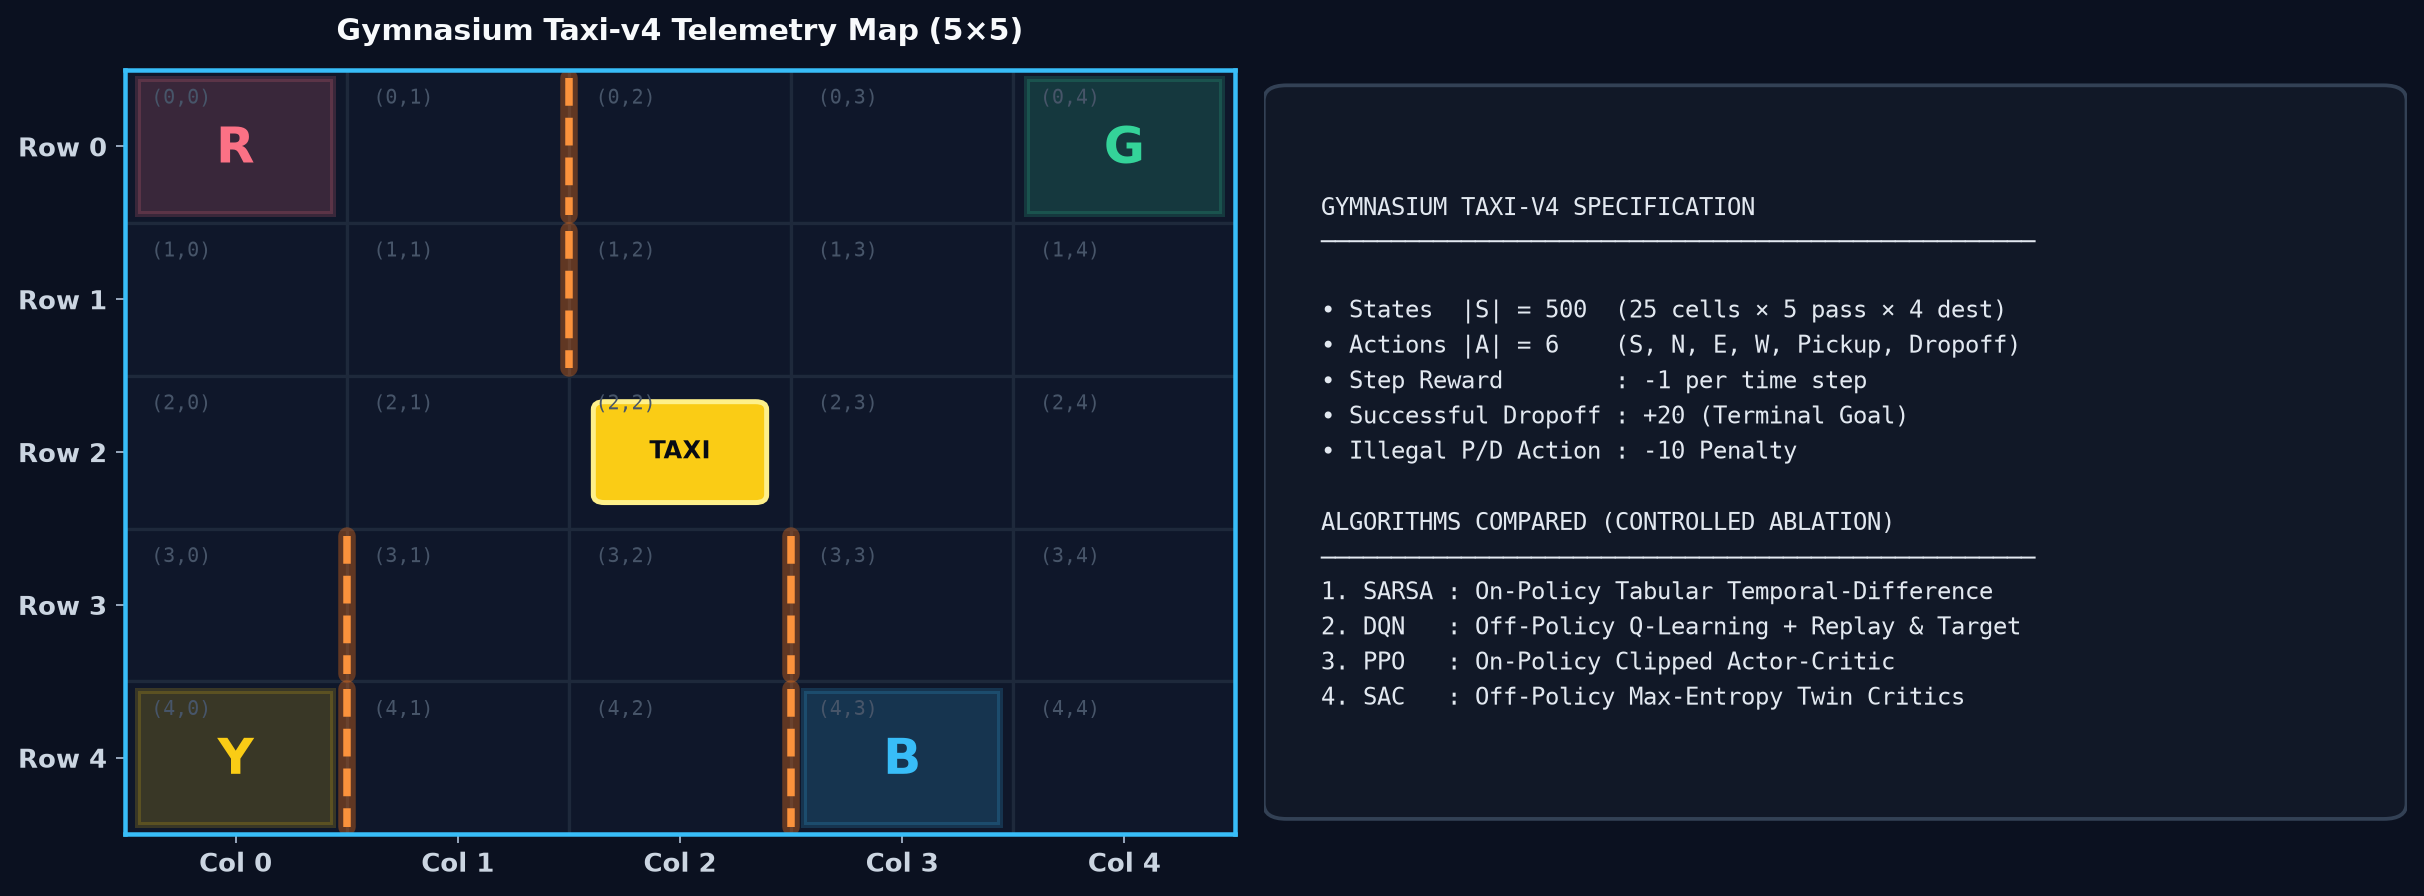 Gymnasium Taxi-v4 Telemetry Map (5×5)
Row 0
(0,0)
R
(0,1)
(0,2)
(0,3)
(0,4)
G
Row 1
(1,0)
(1,1)
(1,2)
(1,3)
(1,4)
Row 2
(2,0)
(2,1)
(2,2)
TAXI
(2,3)
(2,4)
Row 3
(3,0)
(3,1)
(3,2)
(3,3)
(3,4)
Row 4
(4,0)
Y
(4,1)
(4,2)
(4,3)
B
(4,4)
Col 0
Col 1
Col 2
Col 3
Col 4
GYMNASIUM TAXI-V4 SPECIFICATION
• States |S| = 500 (25 cells × 5 pass × 4 dest)
• Actions |A| = 6 (S, N, E, W, Pickup, Dropoff)
• Step Reward : -1 per time step
• Successful Dropoff : +20 (Terminal Goal)
• Illegal P/D Action : -10 Penalty
ALGORITHMS COMPARED (CONTROLLED ABLATION)
1. SARSA : On-Policy Tabular Temporal-Difference
2. DQN : Off-Policy Q-Learning + Replay & Target
3. PPO : On-Policy Clipped Actor-Critic
4. SAC : Off-Policy Max-Entropy Twin Critics